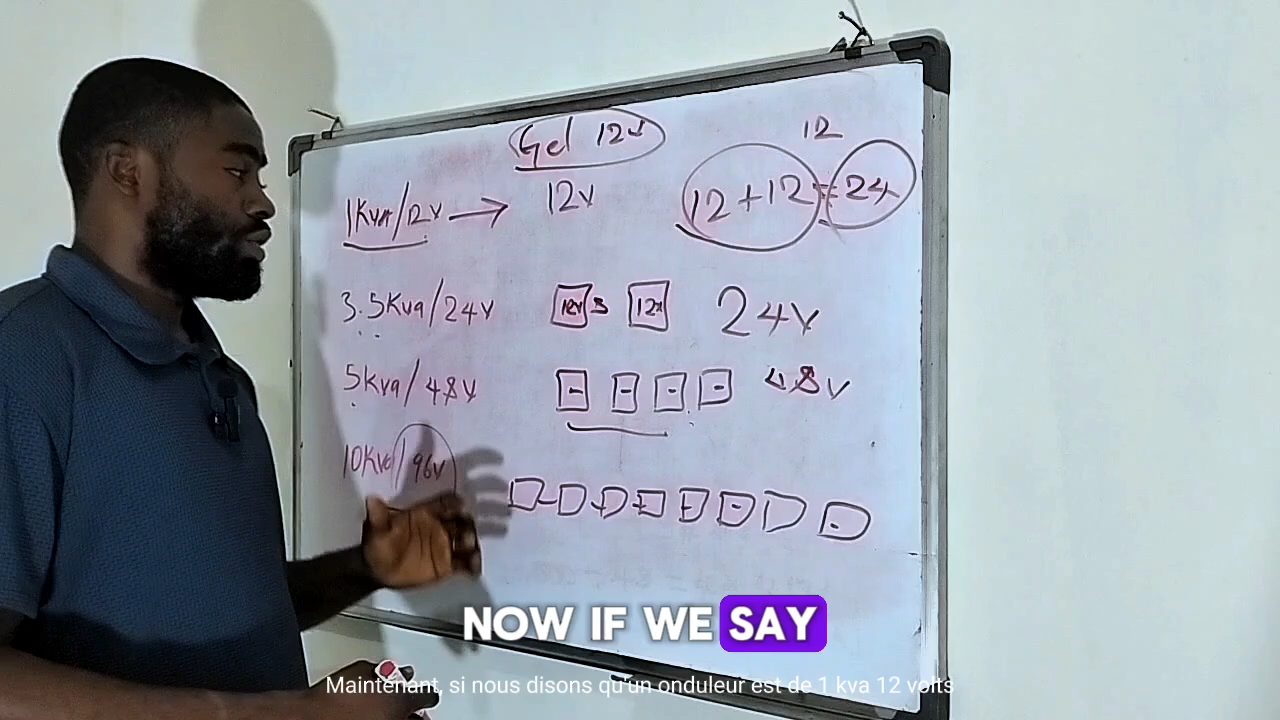 Gel 12v
12
1Kva/12v → 12v
12+12=24
3.5Kva/24v 12v s 12v 24v
5Kva/48v 48v
10Kva/96v
NOW IF WE SAY
Maintenant, si nous disons qu'un onduleur est de 1 kva 12 volts